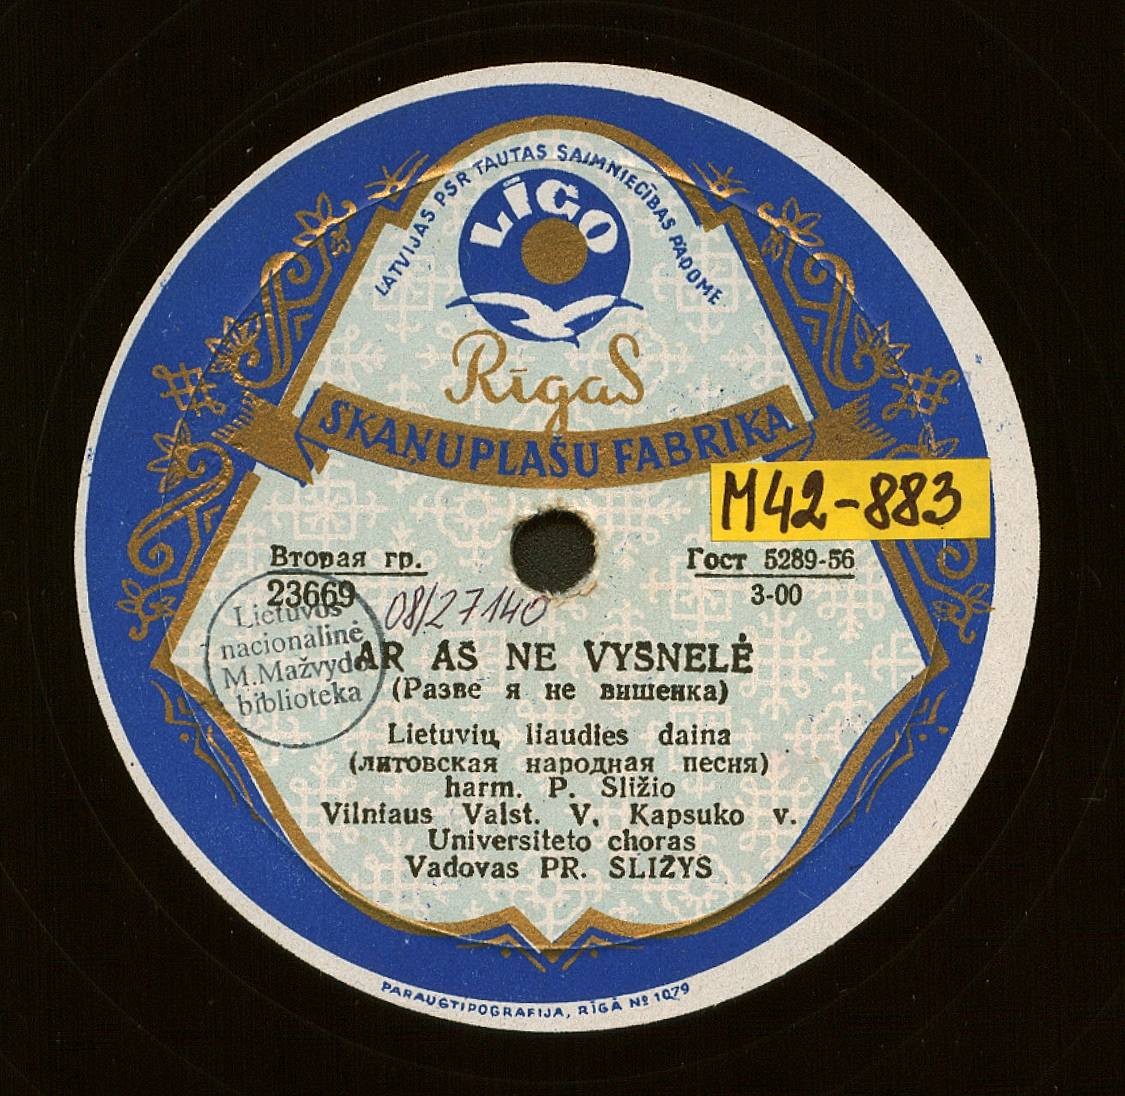 LATVIJAS PSR TAUTAS SAIMNIECĪBAS PADOME
LĪGO
Rīgas
SKAŅUPLAŠU FABRIKA
M42-883
Вторая гр.
Гост 5289-56
23669
3-00
08/27140
Lietuvos
nacionalinė
M.Mažvydo
biblioteka
AR AŠ NE VYŠNELĖ
(Разве я не вишенка)
Lietuvių liaudies daina
(литовская народная песня)
harm. P. Sližio
Vilniaus Valst. V. Kapsuko v.
Universiteto choras
Vadovas PR. SLIŽYS
PARAUGTIPOGRAFIJA, RĪGĀ № 1079